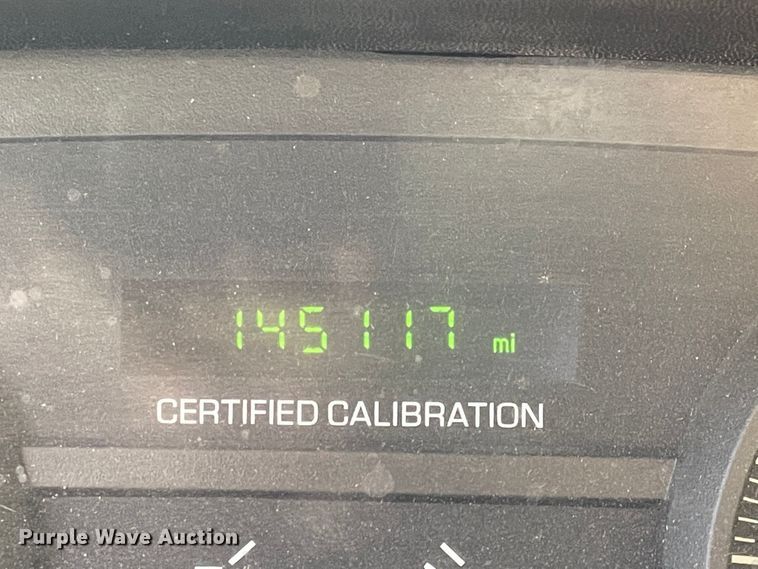 145117 mi
CERTIFIED CALIBRATION
Purple Wave Auction